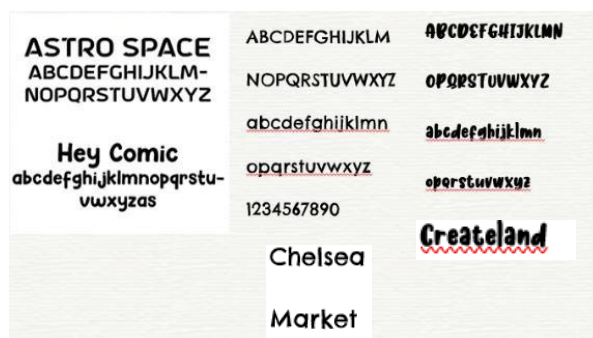 ASTRO SPACE
ABCDEFGHIJKLM-
NOPQRSTUVWXYZ
Hey Comic
abcdefghijklmnopqrstu-
vwxyzas
ABCDEFGHIJKLM
NOPQRSTUVWXYZ
abcdefghijklmn
opqrstuvwxyz
1234567890
Chelsea
Market
ABCDEFGHIJKLMN
OPQRSTUVWXYZ
abcdefghijklmn
opqrstuvwxyz
Createland